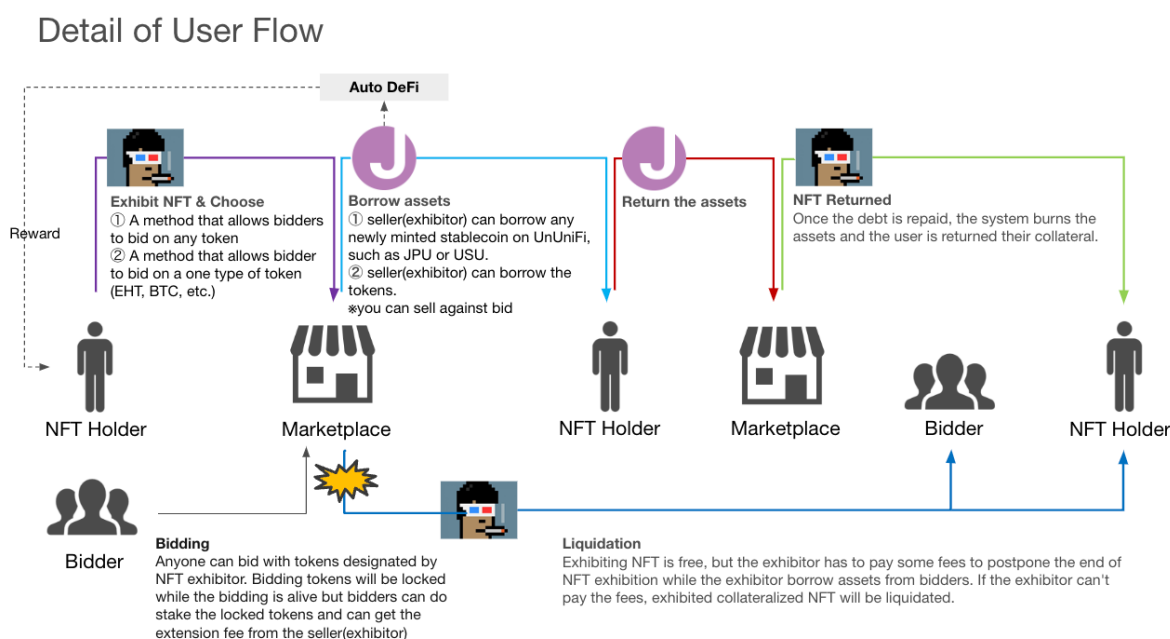 Detail of User Flow
Auto DeFi
Reward
Exhibit NFT & Choose
① A method that allows bidders
to bid on any token
② A method that allows bidder
to bid on a one type of token
(EHT, BTC, etc.)
J
Borrow assets
① seller(exhibitor) can borrow any
newly minted stablecoin on UnUniFi,
such as JPU or USU.
② seller(exhibitor) can borrow the
tokens.
※you can sell against bid
J
Return the assets
NFT Returned
Once the debt is repaid, the system burns the
assets and the user is returned their collateral.
NFT Holder
Marketplace
NFT Holder
Marketplace
Bidder
NFT Holder
Bidder
Bidding
Anyone can bid with tokens designated by
NFT exhibitor. Bidding tokens will be locked
while the bidding is alive but bidders can do
stake the locked tokens and can get the
extension fee from the seller(exhibitor)
Liquidation
Exhibiting NFT is free, but the exhibitor has to pay some fees to postpone the end of
NFT exhibition while the exhibitor borrow assets from bidders. If the exhibitor can't
pay the fees, exhibited collateralized NFT will be liquidated.